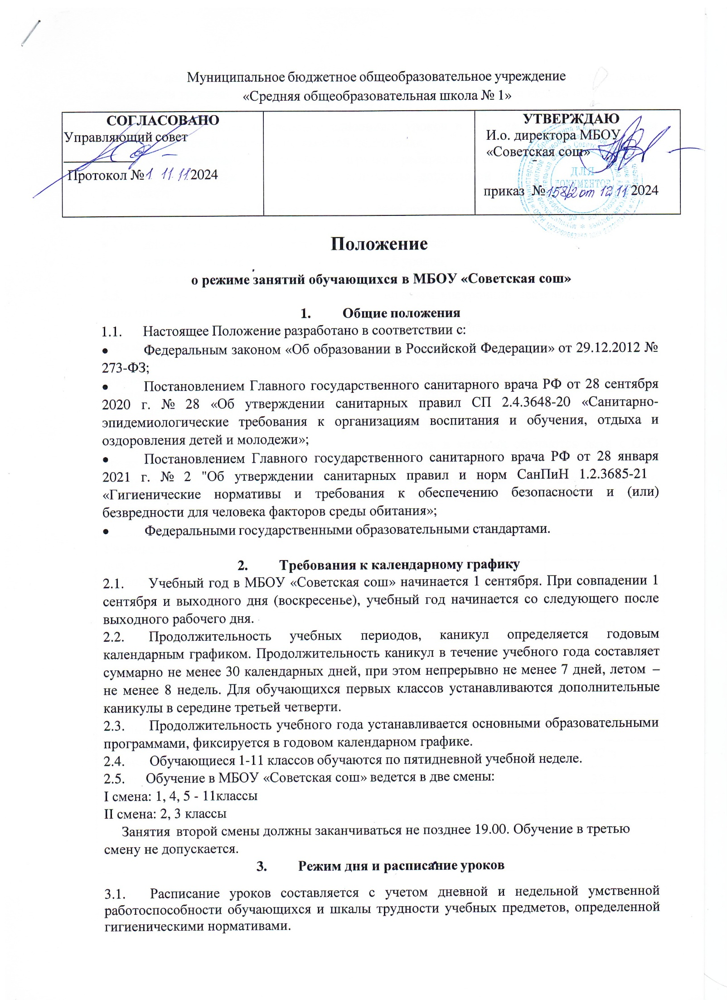 Муниципальное бюджетное общеобразовательное учреждение
«Средняя общеобразовательная школа № 1»
СОГЛАСОВАНО
Управляющий совет
Протокол № 1 11.11.2024
УТВЕРЖДАЮ
И.о. директора МБОУ
«Советская сош»
ДЛЯ
ДОКУМЕНТОВ
приказ № 158/2 от 12 11 2024
Положение
о режиме занятий обучающихся в МБОУ «Советская сош»
1. Общие положения
1.1. Настоящее Положение разработано в соответствии с:
• Федеральным законом «Об образовании в Российской Федерации» от 29.12.2012 №
273-ФЗ;
• Постановлением Главного государственного санитарного врача РФ от 28 сентября
2020 г. № 28 «Об утверждении санитарных правил СП 2.4.3648-20 «Санитарно-
эпидемиологические требования к организациям воспитания и обучения, отдыха и
оздоровления детей и молодежи»;
• Постановлением Главного государственного санитарного врача РФ от 28 января
2021 г. № 2 "Об утверждении санитарных правил и норм СанПиН 1.2.3685-21
«Гигиенические нормативы и требования к обеспечению безопасности и (или)
безвредности для человека факторов среды обитания»;
• Федеральными государственными образовательными стандартами.
2. Требования к календарному графику
2.1. Учебный год в МБОУ «Советская сош» начинается 1 сентября. При совпадении 1
сентября и выходного дня (воскресенье), учебный год начинается со следующего после
выходного рабочего дня.
2.2. Продолжительность учебных периодов, каникул определяется годовым
календарным графиком. Продолжительность каникул в течение учебного года составляет
суммарно не менее 30 календарных дней, при этом непрерывно не менее 7 дней, летом –
не менее 8 недель. Для обучающихся первых классов устанавливаются дополнительные
каникулы в середине третьей четверти.
2.3. Продолжительность учебного года устанавливается основными образовательными
программами, фиксируется в годовом календарном графике.
2.4. Обучающиеся 1-11 классов обучаются по пятидневной учебной неделе.
2.5. Обучение в МБОУ «Советская сош» ведется в две смены:
I смена: 1, 4, 5 - 11классы
II смена: 2, 3 классы
Занятия второй смены должны заканчиваться не позднее 19.00. Обучение в третью
смену не допускается.
3. Режим дня и расписание уроков
3.1. Расписание уроков составляется с учетом дневной и недельной умственной
работоспособности обучающихся и шкалы трудности учебных предметов, определенной
гигиеническими нормативами.